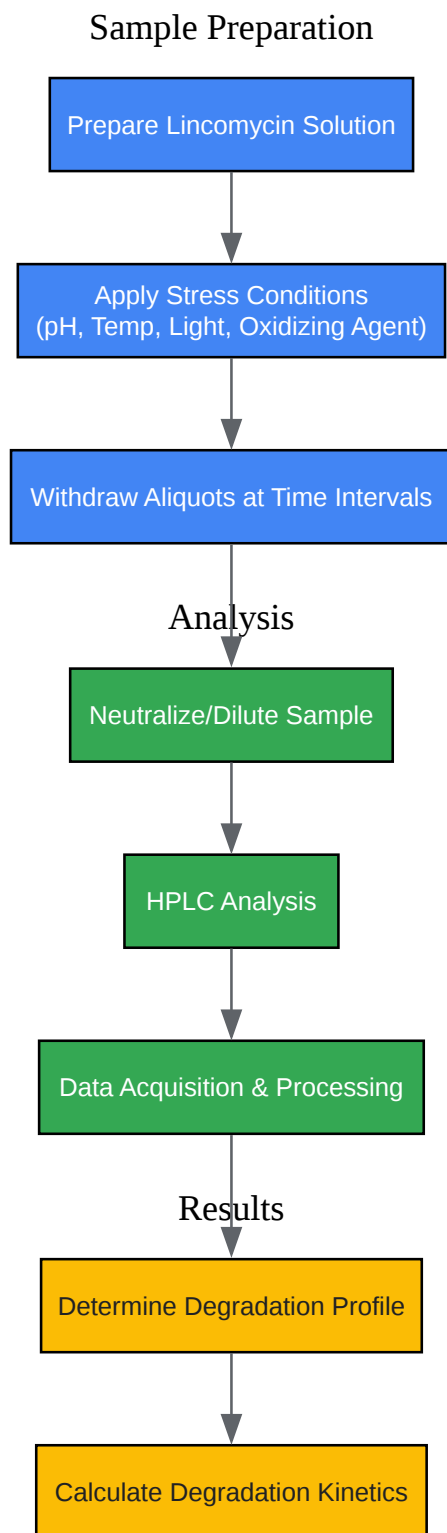 Sample Preparation
Prepare Lincomycin Solution
Apply Stress Conditions
(pH, Temp, Light, Oxidizing Agent)
Withdraw Aliquots at Time Intervals
Analysis
Neutralize/Dilute Sample
HPLC Analysis
Data Acquisition & Processing
Results
Determine Degradation Profile
Calculate Degradation Kinetics